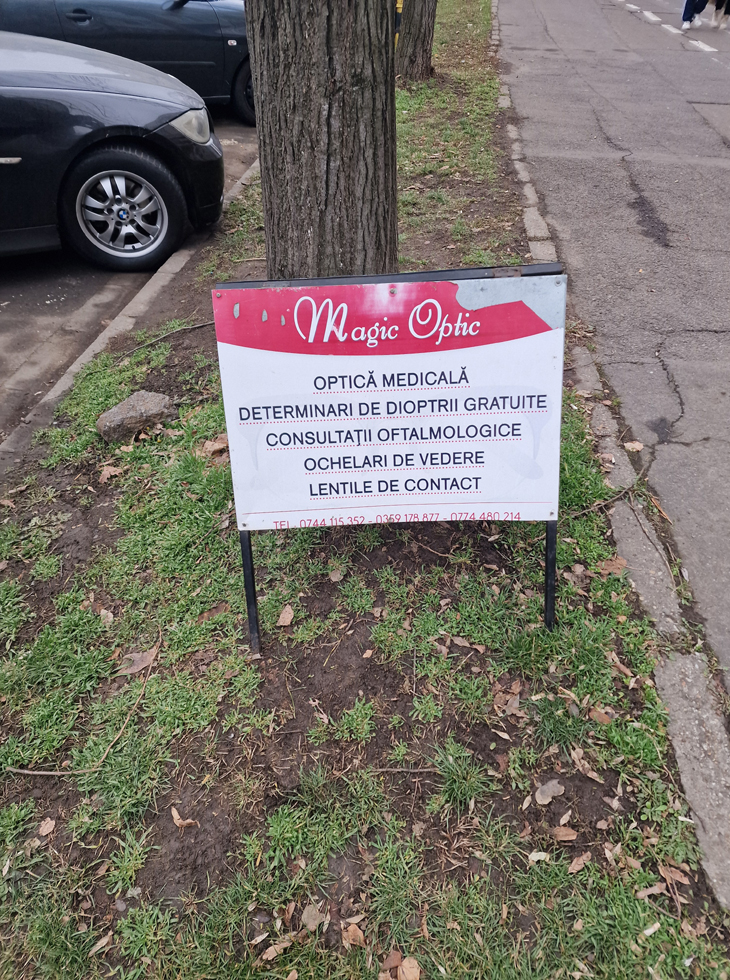 Magic Optic
OPTICĂ MEDICALĂ
DETERMINARI DE DIOPTRII GRATUITE
CONSULTAȚII OFTALMOLOGICE
OCHELARI DE VEDERE
LENTILE DE CONTACT
TEL: 0744 115 352 - 0359 178 877 - 0774 480 214